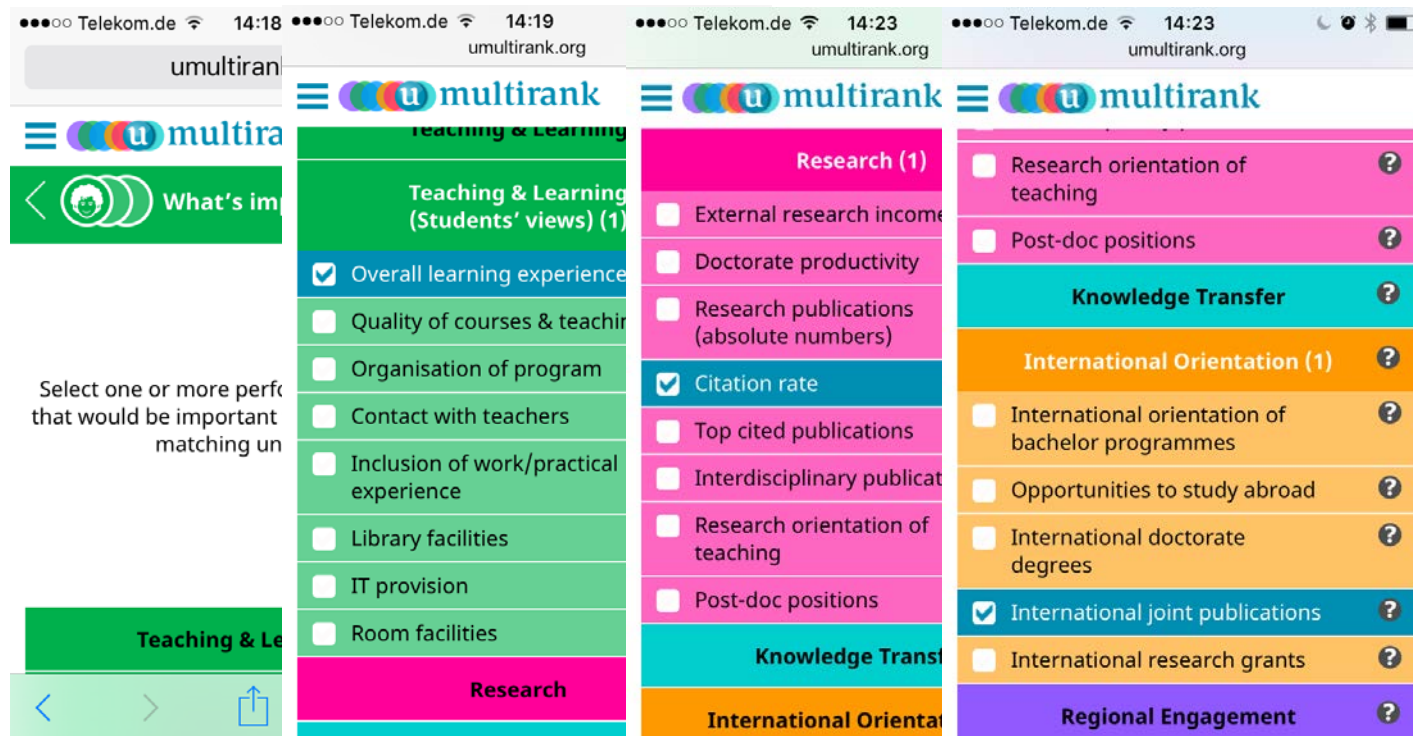 Telekom.de 14:18
umultiran
u multira
What's im
Select one or more perfo
that would be important
matching un
Teaching & Le
Telekom.de 14:19
umultirank.org
u multirank
Teaching & Learning
Teaching & Learning
(Students' views) (1)
Overall learning experience
Quality of courses & teachin
Organisation of program
Contact with teachers
Inclusion of work/practical
experience
Library facilities
IT provision
Room facilities
Research
Telekom.de 14:23
umultirank.org
u multirank
Research (1)
External research income
Doctorate productivity
Research publications
(absolute numbers)
Citation rate
Top cited publications
Interdisciplinary publicat
Research orientation of
teaching
Post-doc positions
Knowledge Transf
International Orientat
Telekom.de 14:23
umultirank.org
u multirank
Research orientation of
teaching
?
Post-doc positions ?
Knowledge Transfer ?
International Orientation (1) ?
International orientation of ?
bachelor programmes
Opportunities to study abroad ?
International doctorate ?
degrees
International joint publications ?
International research grants ?
Regional Engagement ?